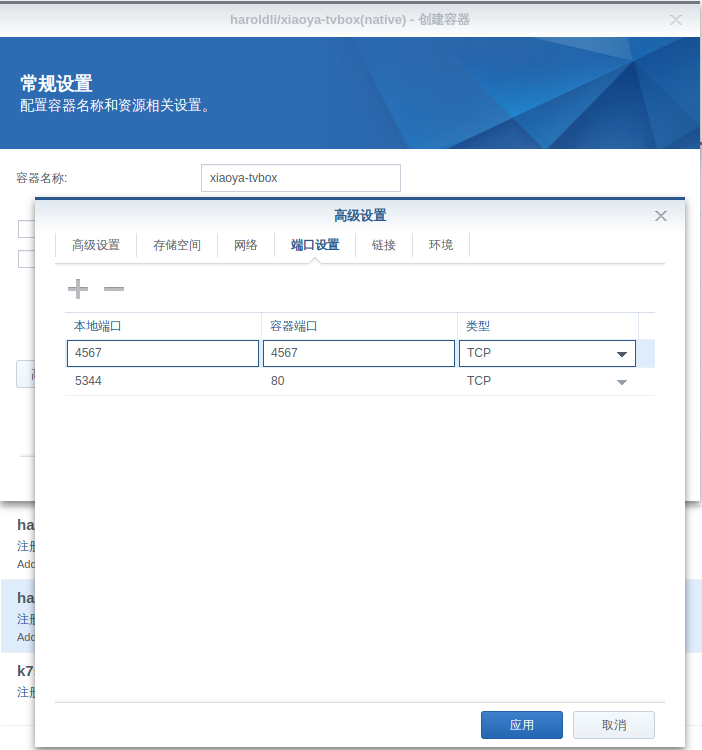 haroldli/xiaoya-tvbox(native) - 创建容器
常规设置
配置容器名称和资源相关设置。
容器名称: xiaoya-tvbox
高级设置
高级设置 存储空间 网络 端口设置 链接 环境
本地端口 容器端口 类型
4567 4567 TCP
5344 80 TCP
ha
注册
Add
ha
注册
Add
k7
注册
应用 取消